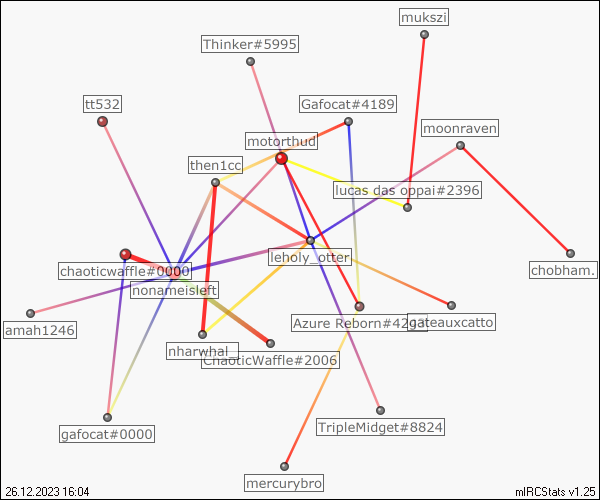 mukszi
Thinker#5995
tt532
Gafocat#4189
moonraven
motorthud
then1cc
lucas das oppai#2396
leholy_otter
chaoticwaffle#0000
chobham.
nonameisleft
amah1246
Azure Reborn#42
gateauxcatto
nharwhal_
ChaoticWaffle#2006
gafocat#0000
TripleMidget#8824
mercurybro
26.12.2023 16:04
mIRCStats v1.25